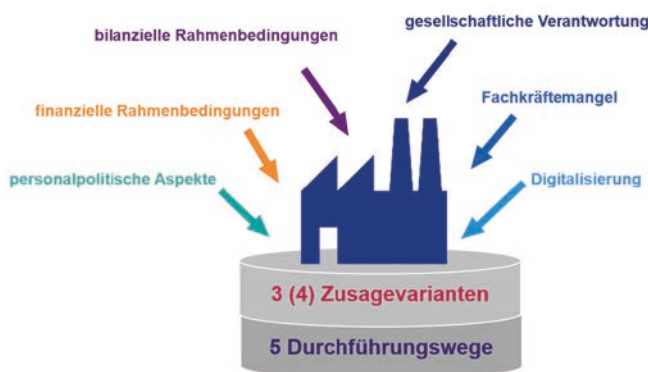 gesellschaftliche Verantwortung
bilanzielle Rahmenbedingungen
Fachkräftemangel
finanzielle Rahmenbedingungen
personalpolitische Aspekte
Digitalisierung
3 (4) Zusagevarianten
5 Durchführungswege